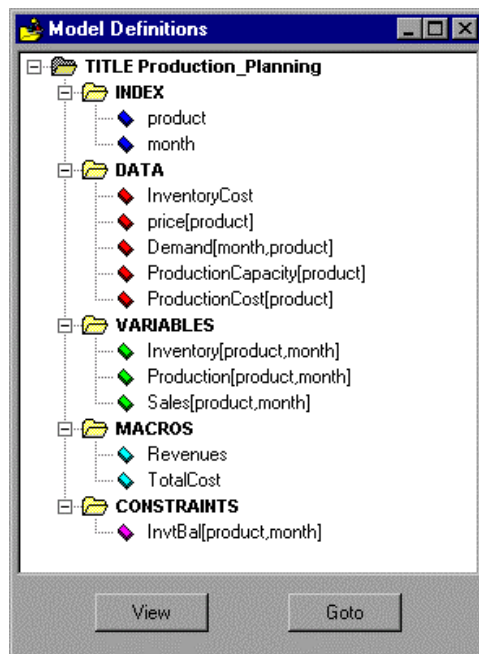 Model Definitions
TITLE Production_Planning
INDEX
product
month
DATA
InventoryCost
price[product]
Demand[month,product]
ProductionCapacity[product]
ProductionCost[product]
VARIABLES
Inventory[product,month]
Production[product,month]
Sales[product,month]
MACROS
Revenues
TotalCost
CONSTRAINTS
InvtBal[product,month]
View Goto